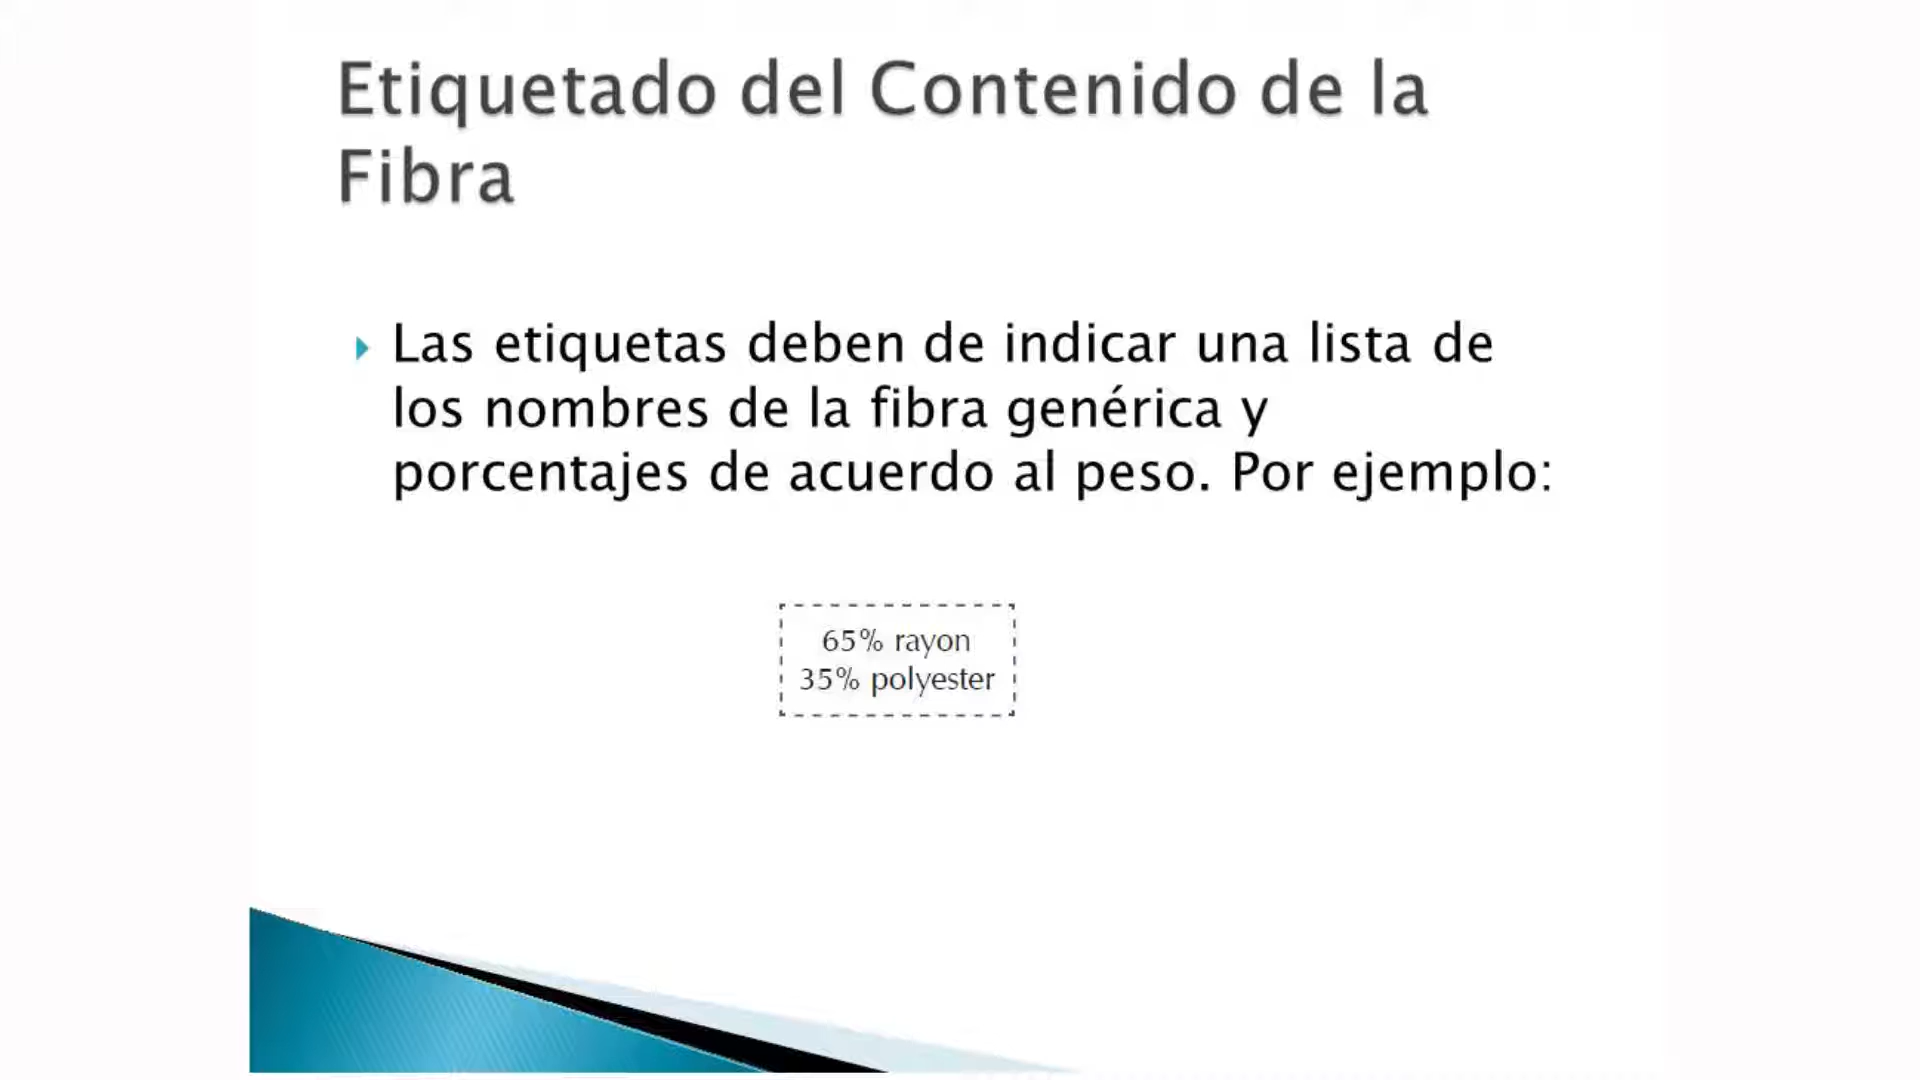 Etiquetado del Contenido de la
Fibra
Las etiquetas deben de indicar una lista de
los nombres de la fibra genérica y
porcentajes de acuerdo al peso. Por ejemplo:
65% rayon
35% polyester